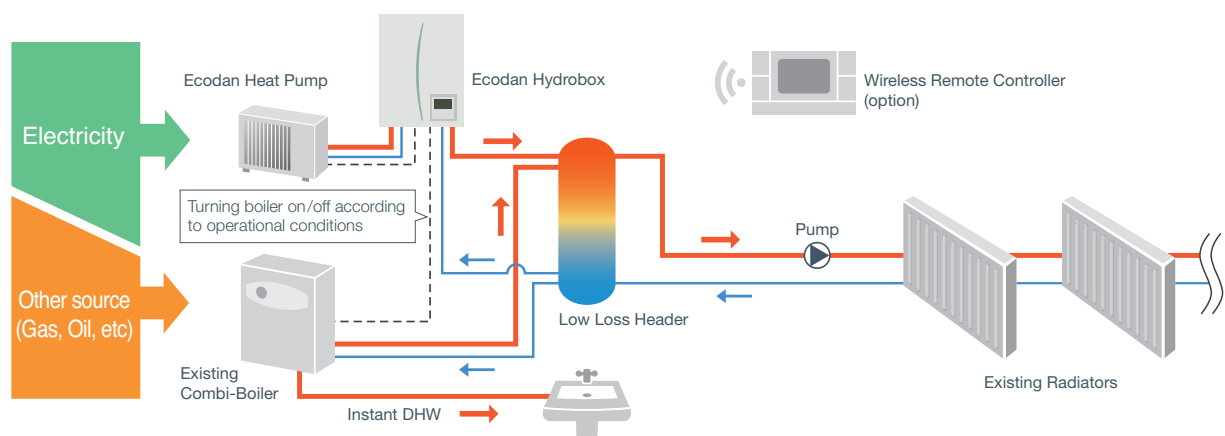 Electricity
Other source
(Gas, Oil, etc)
Ecodan Heat Pump
Ecodan Hydrobox
Wireless Remote Controller
(option)
Turning boiler on/off according
to operational conditions
Pump
Low Loss Header
Existing
Combi-Boiler
Instant DHW
Existing Radiators